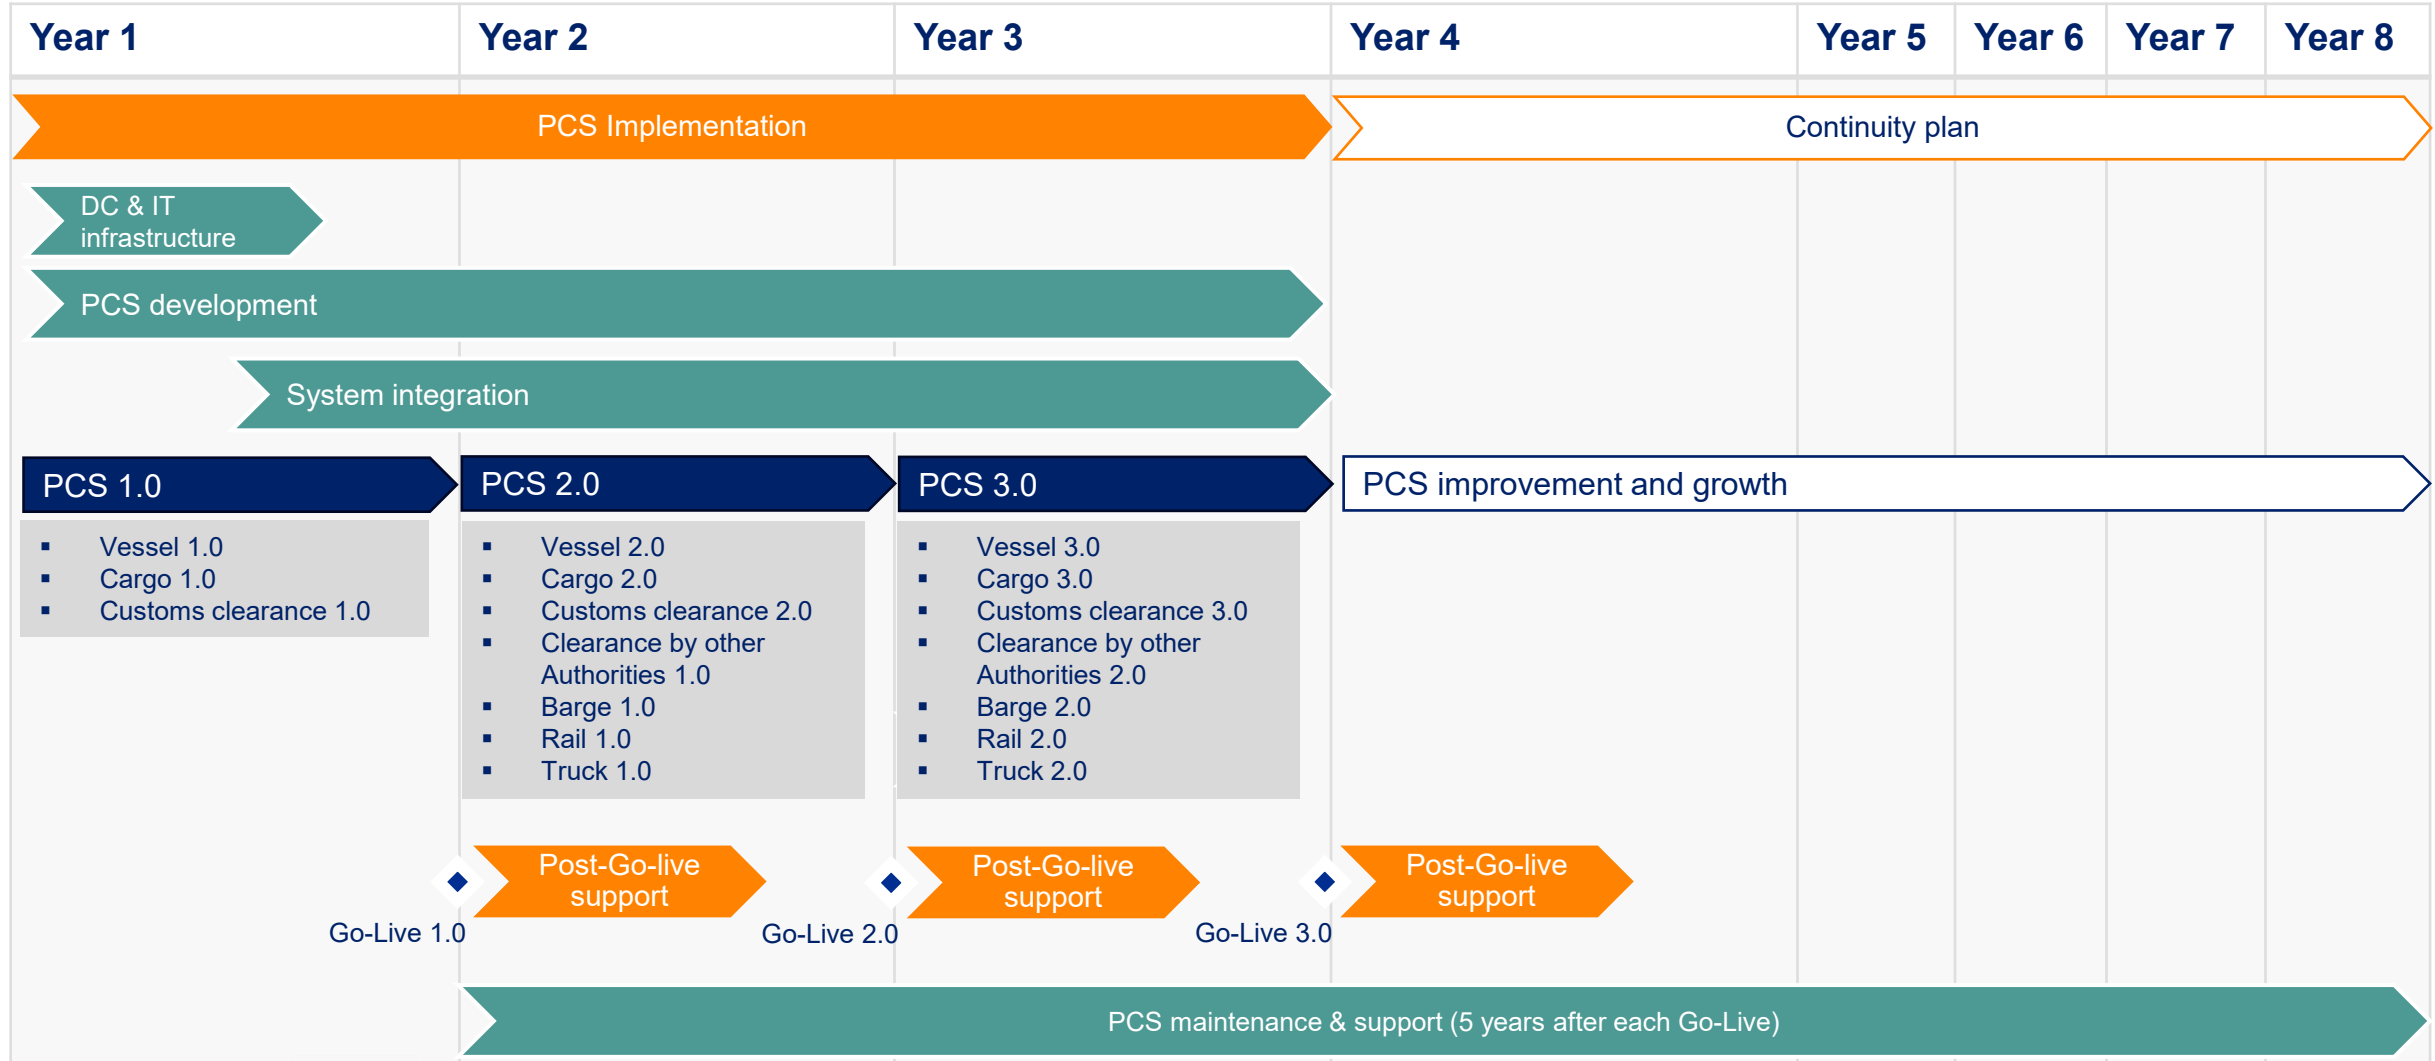 Year 1
Year 2
Year 3
Year 4
Year 5
Year 6
Year 7
Year 8
PCS Implementation
Continuity plan
DC & IT
infrastructure
PCS development
System integration
PCS 1.0
PCS 2.0
PCS 3.0
PCS improvement and growth
▪ Vessel 1.0
▪ Cargo 1.0
▪ Customs clearance 1.0
▪ Vessel 2.0
▪ Cargo 2.0
▪ Customs clearance 2.0
▪ Clearance by other
Authorities 1.0
▪ Barge 1.0
▪ Rail 1.0
▪ Truck 1.0
▪ Vessel 3.0
▪ Cargo 3.0
▪ Customs clearance 3.0
▪ Clearance by other
Authorities 2.0
▪ Barge 2.0
▪ Rail 2.0
▪ Truck 2.0
Post-Go-live
support
Post-Go-live
support
Post-Go-live
support
Go-Live 1.0
Go-Live 2.0
Go-Live 3.0
PCS maintenance & support (5 years after each Go-Live)